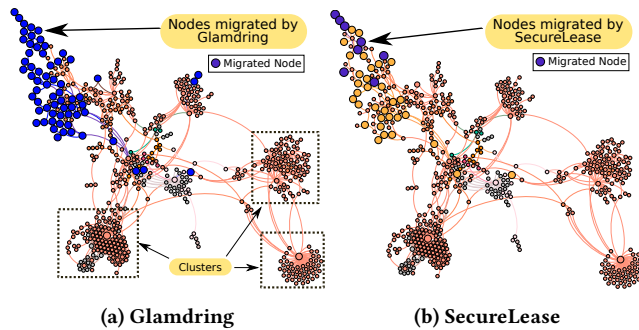 Nodes migrated by
Glamdring
Migrated Node
Clusters
(a) Glamdring
Nodes migrated by
SecureLease
Migrated Node
(b) SecureLease